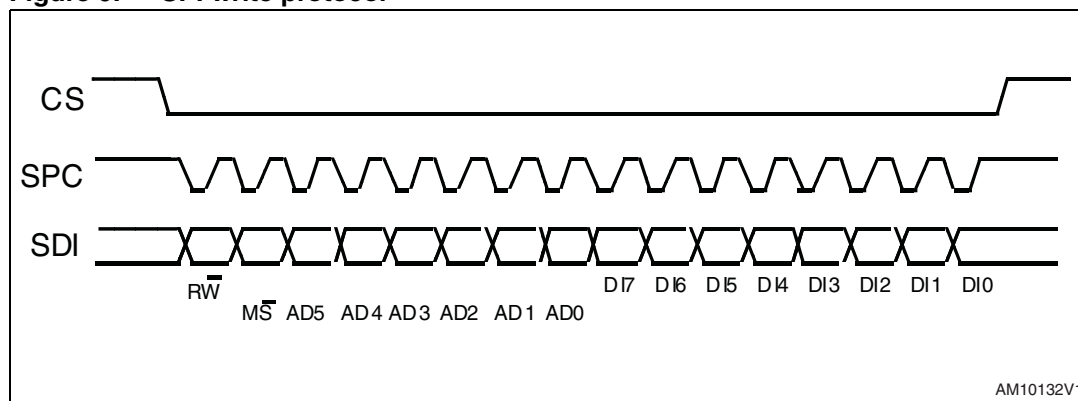 CS
SPC
SDI
RW̅
DI7 DI6 DI5 DI4 DI3 DI2 DI1 DI0
MS̅ AD5 AD4 AD3 AD2 AD1 AD0
AM10132V1